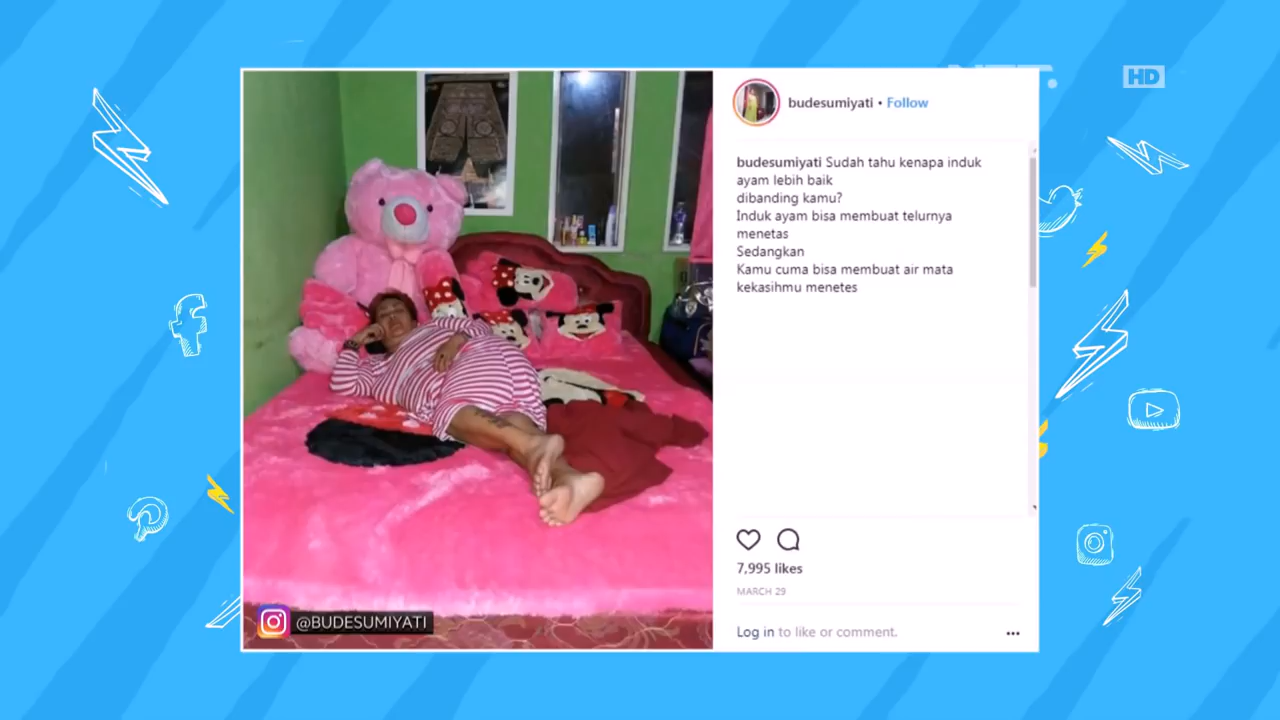 HD
budesumiyati • Follow
budesumiyati Sudah tahu kenapa induk
ayam lebih baik
dibanding kamu?
Induk ayam bisa membuat telurnya
menetas
Sedangkan
Kamu cuma bisa membuat air mata
kekasihmu menetes
7,995 likes
MARCH 29
Log in to like or comment.
@BUDESUMIYATI